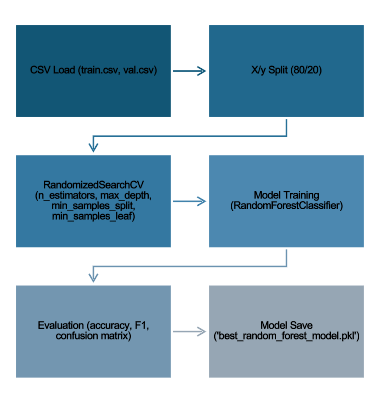 CSV Load (train.csv, val.csv)
X/y Split (80/20)
RandomizedSearchCV
(n_estimators, max_depth,
min_samples_split,
min_samples_leaf)
Model Training
(RandomForestClassifier)
Evaluation (accuracy, F1,
confusion matrix)
Model Save
('best_random_forest_model.pkl')